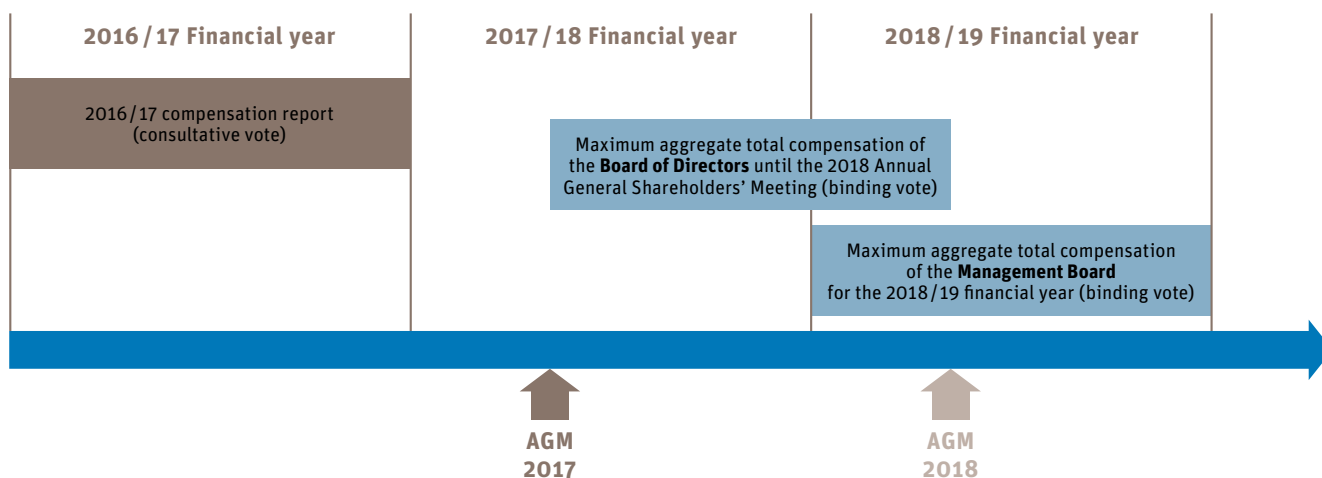 2016/17 Financial year
2017/18 Financial year
2018/19 Financial year
2016/17 compensation report
(consultative vote)
Maximum aggregate total compensation of
the Board of Directors until the 2018 Annual
General Shareholders’ Meeting (binding vote)
Maximum aggregate total compensation
of the Management Board
for the 2018/19 financial year (binding vote)
AGM
2017
AGM
2018